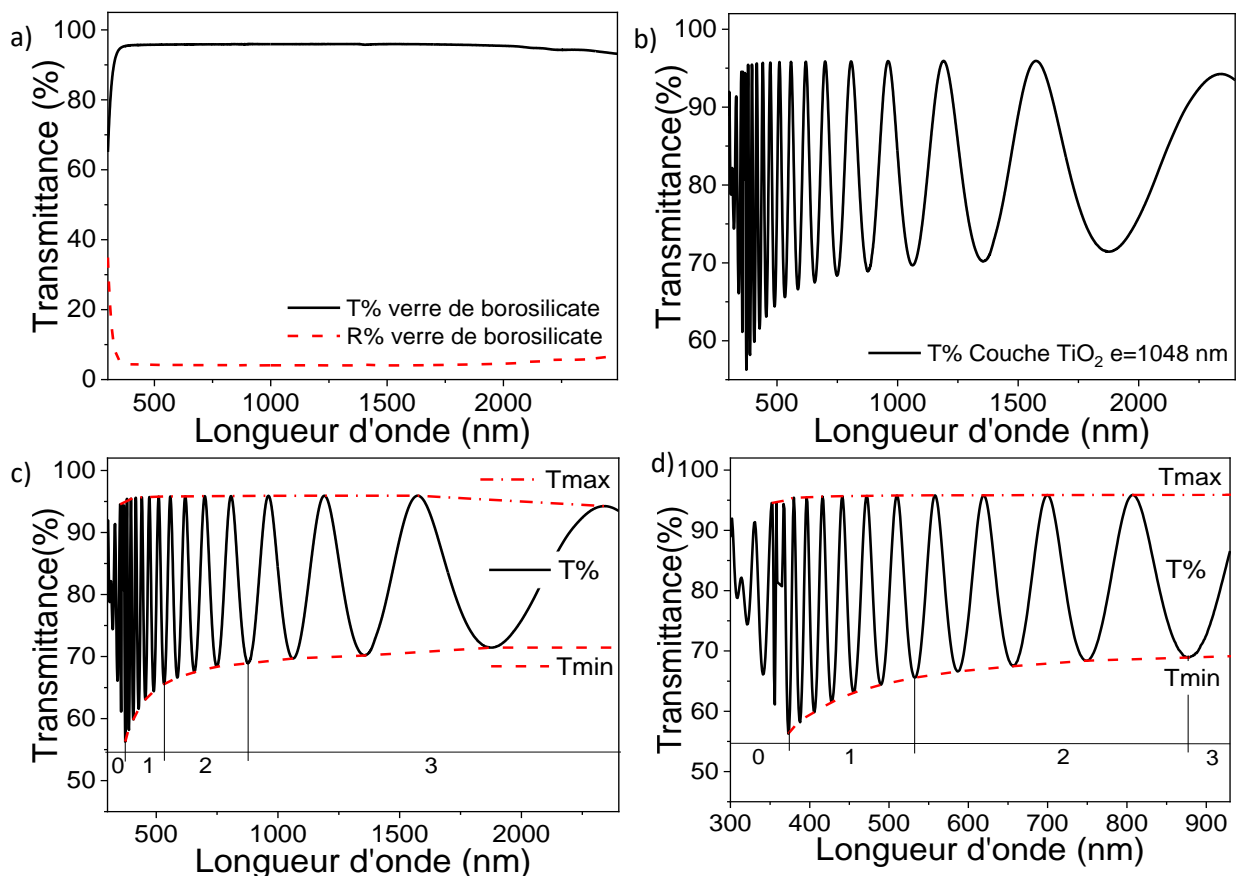 a)
Transmittance (%)
100
80
60
40
20
0
T% verre de borosilicate
R% verre de borosilicate
500 1000 1500 2000
Longueur d'onde (nm)
b)
Transmittance(%)
100
90
80
70
60
T% Couche TiO2 e=1048 nm
500 1000 1500 2000
Longueur d'onde (nm)
c)
Transmittance(%)
100
90
80
70
60
50
Tmax
T%
Tmin
0 1 2 3
500 1000 1500 2000
Longueur d'onde (nm)
d)
Transmittance(%)
100
90
80
70
60
50
Tmax
T%
Tmin
0 1 2 3
300 400 500 600 700 800 900
Longueur d'onde (nm)